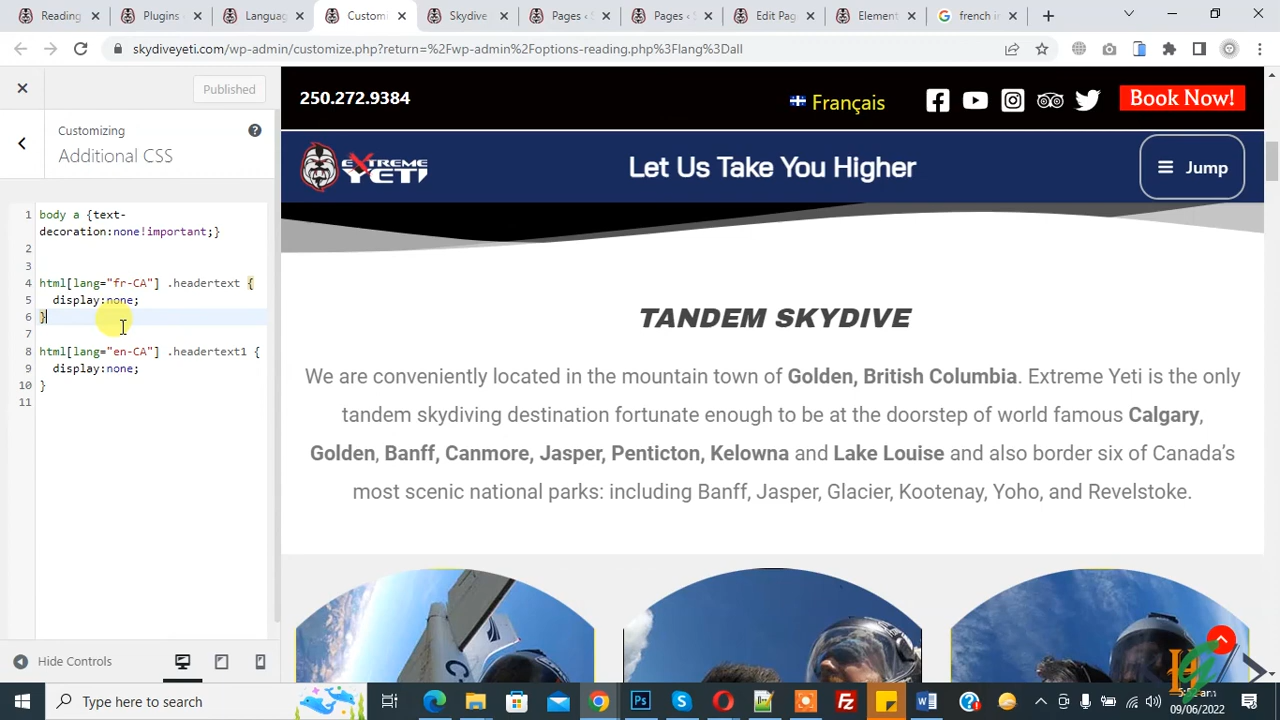 Reading
Plugins
Languag
Customi
Skydive
Pages ‹ S
Pages ‹
Edit Pag
Element
french in
skydiveyeti.com/wp-admin/customize.php?return=%2Fwp-admin%2Foptions-reading.php%3Flang%3Dall
Published
Customizing
Additional CSS
1 body a {text-
decoration:none!important;}
2
3
4 html[lang="fr-CA"] .headertext {
5 display:none;
6 }
7
8 html[lang="en-CA"] .headertext1 {
9 display:none;
10 }
11
Hide Controls
250.272.9384
Français
Book Now!
EXTREME
YETI
Let Us Take You Higher
Jump
TANDEM SKYDIVE
We are conveniently located in the mountain town of Golden, British Columbia. Extreme Yeti is the only
tandem skydiving destination fortunate enough to be at the doorstep of world famous Calgary,
Golden, Banff, Canmore, Jasper, Penticton, Kelowna and Lake Louise and also border six of Canada's
most scenic national parks: including Banff, Jasper, Glacier, Kootenay, Yoho, and Revelstoke.
Type here to search
09/06/2022